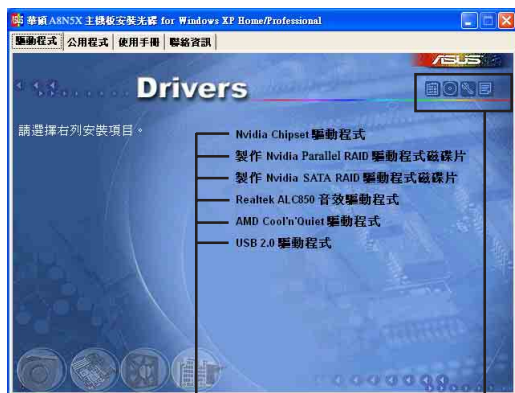 華碩 A8N5X 主機板安裝光碟 for Windows XP Home/Professional
驅動程式 公用程式 使用手冊 聯絡資訊
ASUS
Drivers
請選擇右列安裝項目。
Nvidia Chipset 驅動程式
製作 Nvidia Parallel RAID 驅動程式磁碟片
製作 Nvidia SATA RAID 驅動程式磁碟片
Realtek ALC850 音效驅動程式
AMD Cool'n'Quiet 驅動程式
USB 2.0 驅動程式